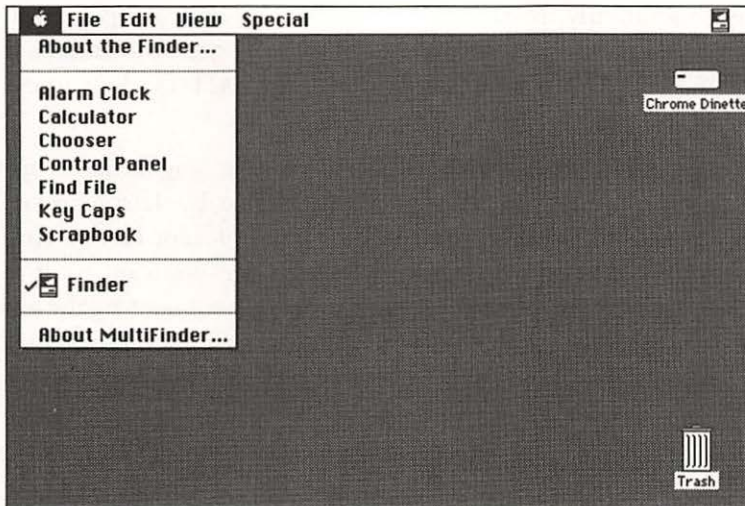 File Edit View Special
About the Finder...
Alarm Clock
Calculator
Chooser
Control Panel
Find File
Key Caps
Scrapbook
Finder
About MultiFinder...
Chrome Dinette
Trash